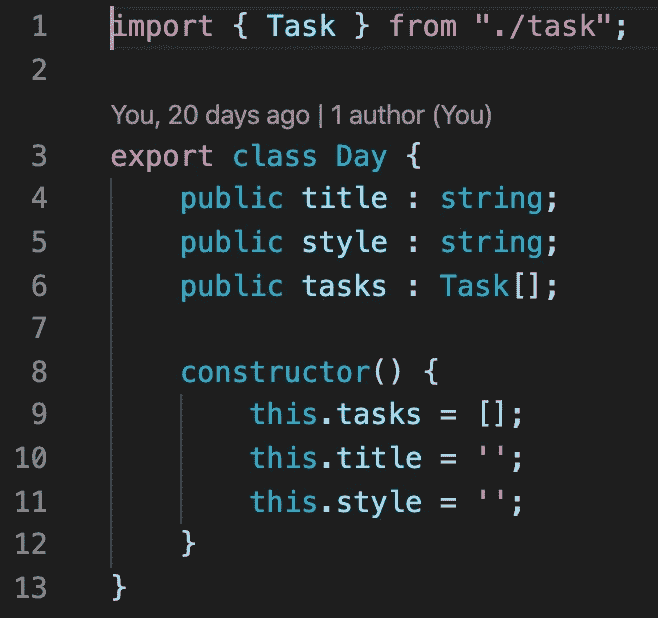 1 import { Task } from "./task";
2
You, 20 days ago | 1 author (You)
3 export class Day {
4     public title : string;
5     public style : string;
6     public tasks : Task[];
7
8     constructor() {
9         this.tasks = [];
10         this.title = '';
11         this.style = '';
12     }
13 }